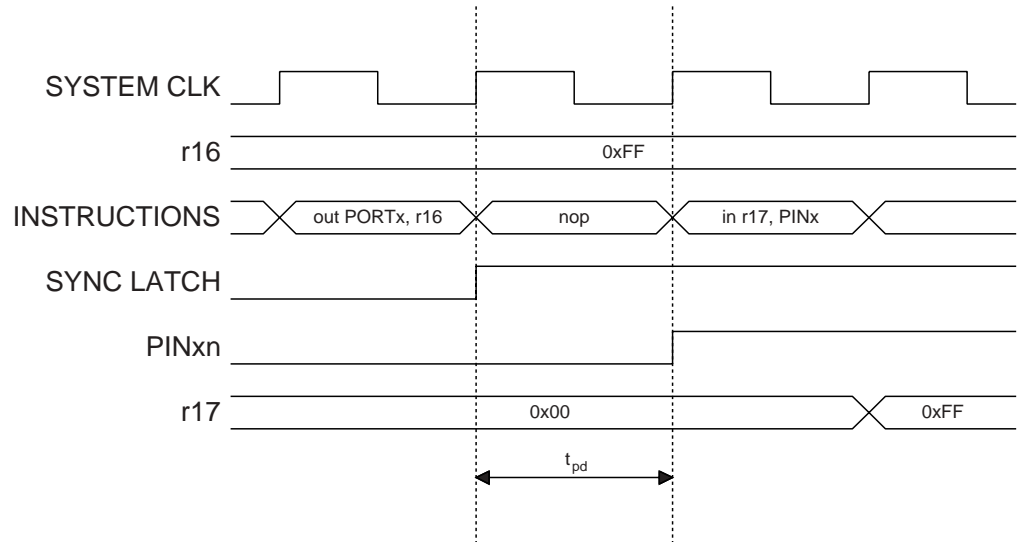 SYSTEM CLK
r16
0xFF
INSTRUCTIONS
out PORTx, r16
nop
in r17, PINx
SYNC LATCH
PINxn
r17
0x00
0xFF
tpd